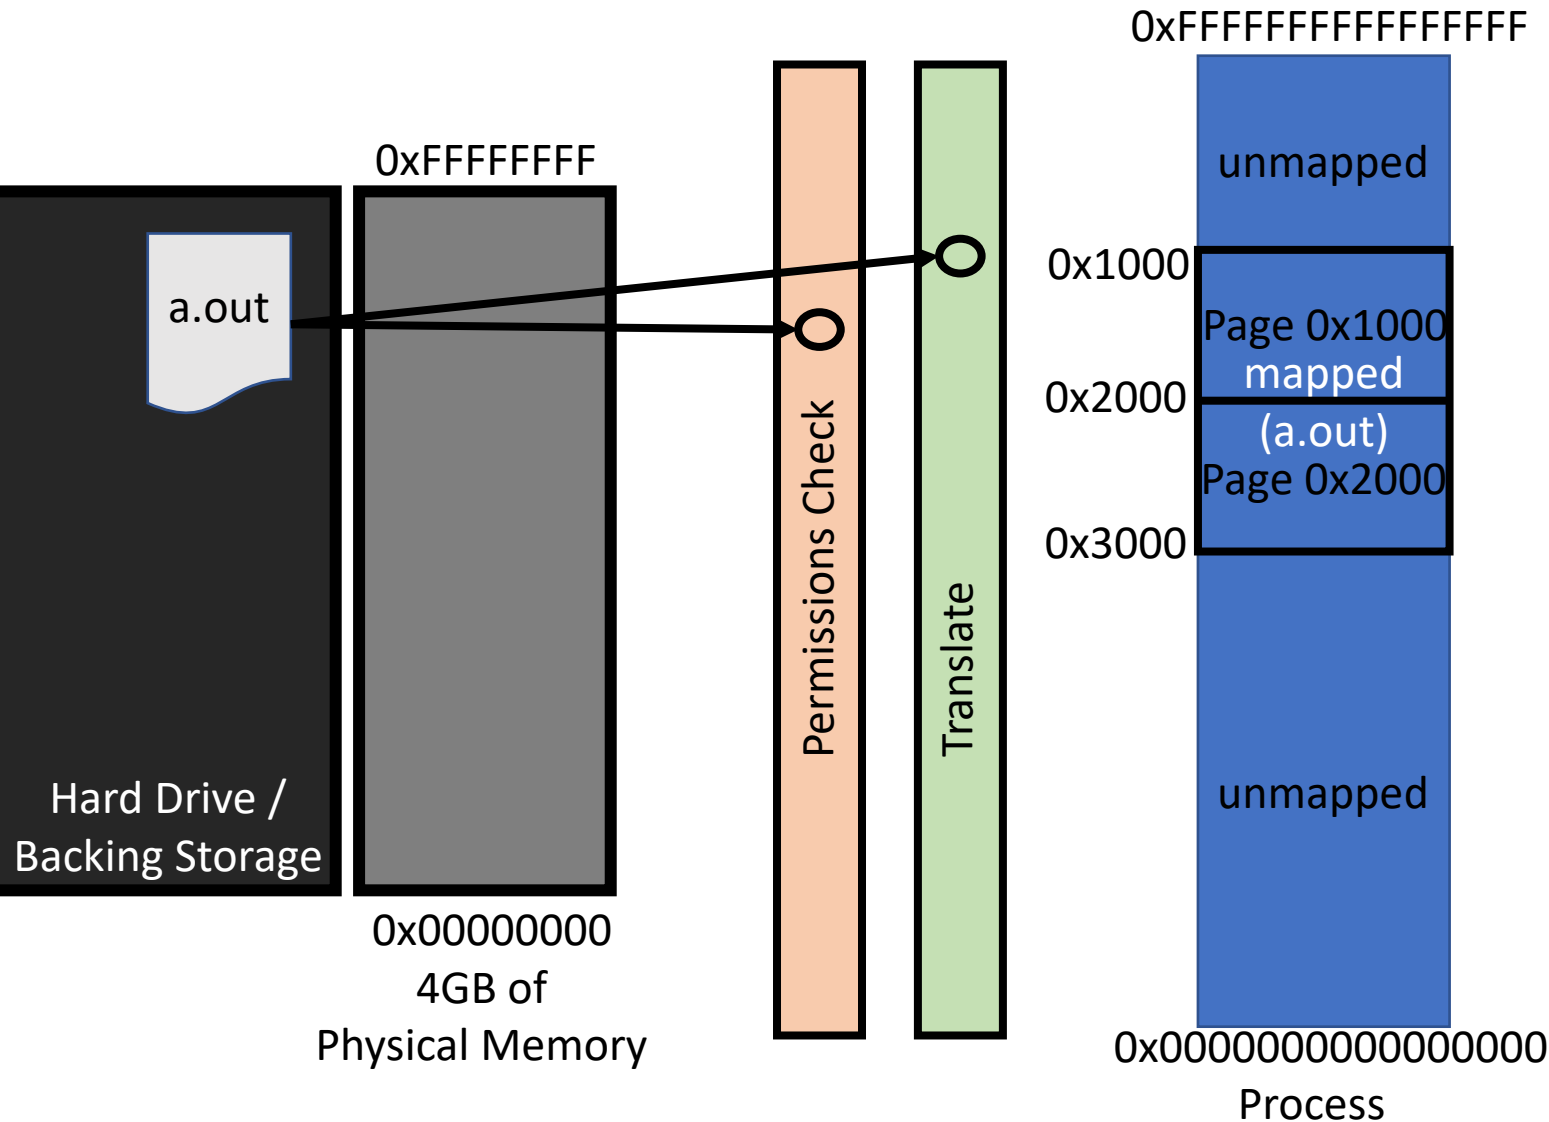 0xFFFFFFFFFFFFFFFF
0xFFFFFFFF
unmapped
a.out
0x1000
Page 0x1000
mapped
0x2000
(a.out)
Page 0x2000
0x3000
Permissions Check
Translate
Hard Drive /
Backing Storage
unmapped
0x00000000
4GB of
Physical Memory
0x0000000000000000
Process